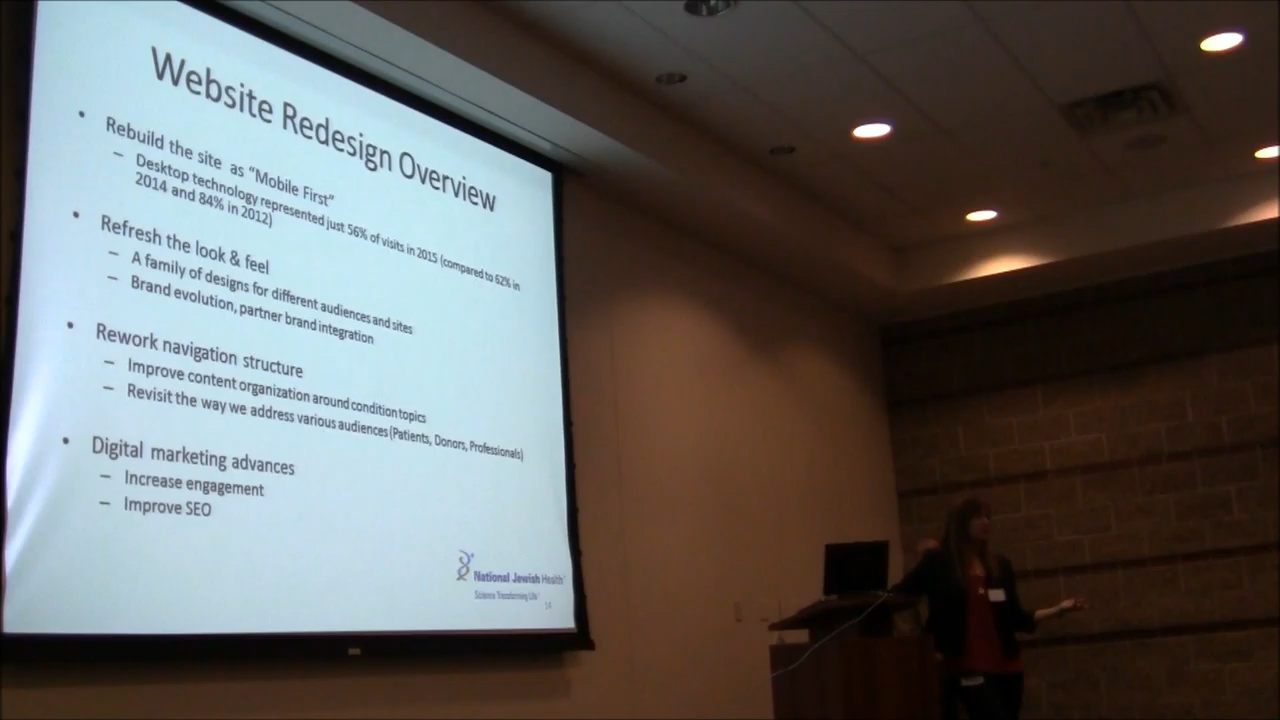 Website Redesign Overview
• Rebuild the site as "Mobile First"
– Desktop technology represented just 56% of visits in 2015 (compared to 62% in
2014 and 84% in 2012)
• Refresh the look & feel
– A family of designs for different audiences and sites
– Brand evolution, partner brand integration
• Rework navigation structure
– Improve content organization around condition topics
– Revisit the way we address various audiences (Patients, Donors, Professionals)
• Digital marketing advances
– Increase engagement
– Improve SEO
National Jewish Health
Science Transforming Life
14